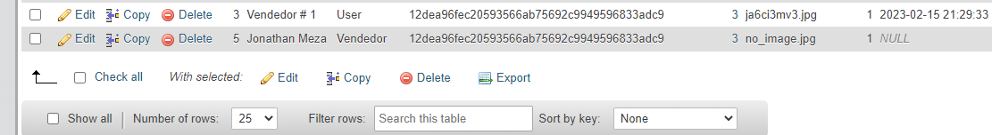 Edit Copy Delete 3 Vendedor # 1 User 12dea96fec20593566ab75692c9949596833adc9 3 ja6ci3mv3.jpg 1 2023-02-15 21:29:33
Edit Copy Delete 5 Jonathan Meza Vendedor 12dea96fec20593566ab75692c9949596833adc9 3 no_image.jpg 1 NULL
Check all With selected: Edit Copy Delete Export
Show all Number of rows: 25 Filter rows: Search this table Sort by key: None